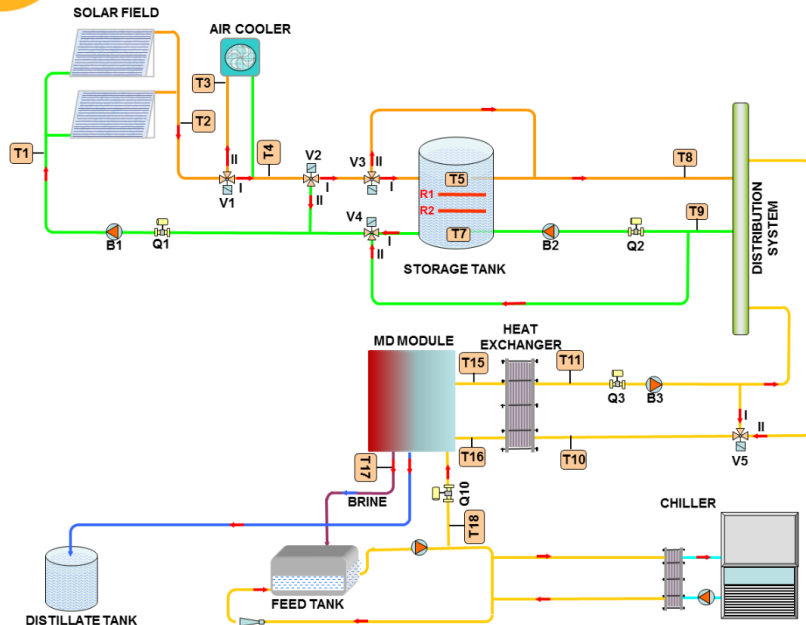 SOLAR FIELD
AIR COOLER
T3
T1
T2
T4
V2
V3
II
II
T8
T5
I
I
I
V1
R1
II
V4
R2
T9
T7
I
B1
Q1
B2
Q2
II
STORAGE TANK
DISTRIBUTION
SYSTEM
HEAT
EXCHANGER
MD MODULE
T15
T11
Q3
B3
I
II
T16
T10
V5
T17
Q10
BRINE
CHILLER
T18
FEED TANK
DISTILLATE TANK